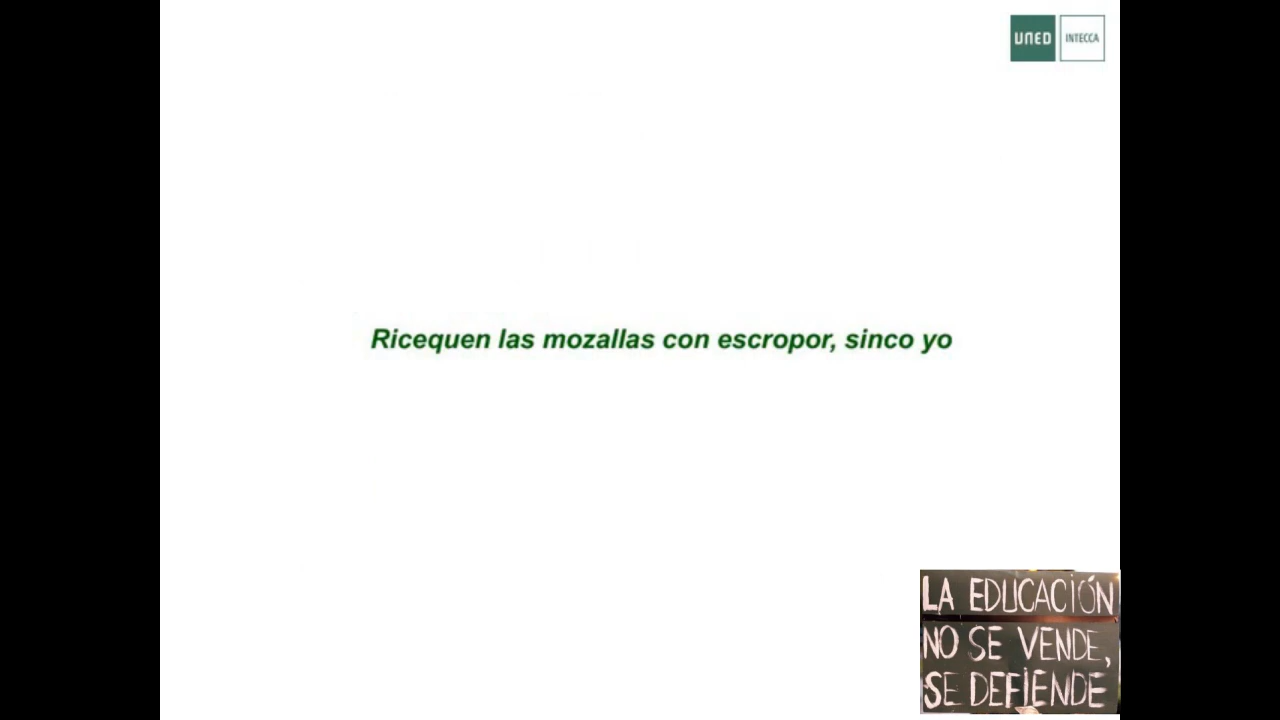 UNED INTECCA
Ricequen las mozallas con escropor, sinco yo
LA EDUCACIÓN
NO SE VENDE,
SE DEFIENDE